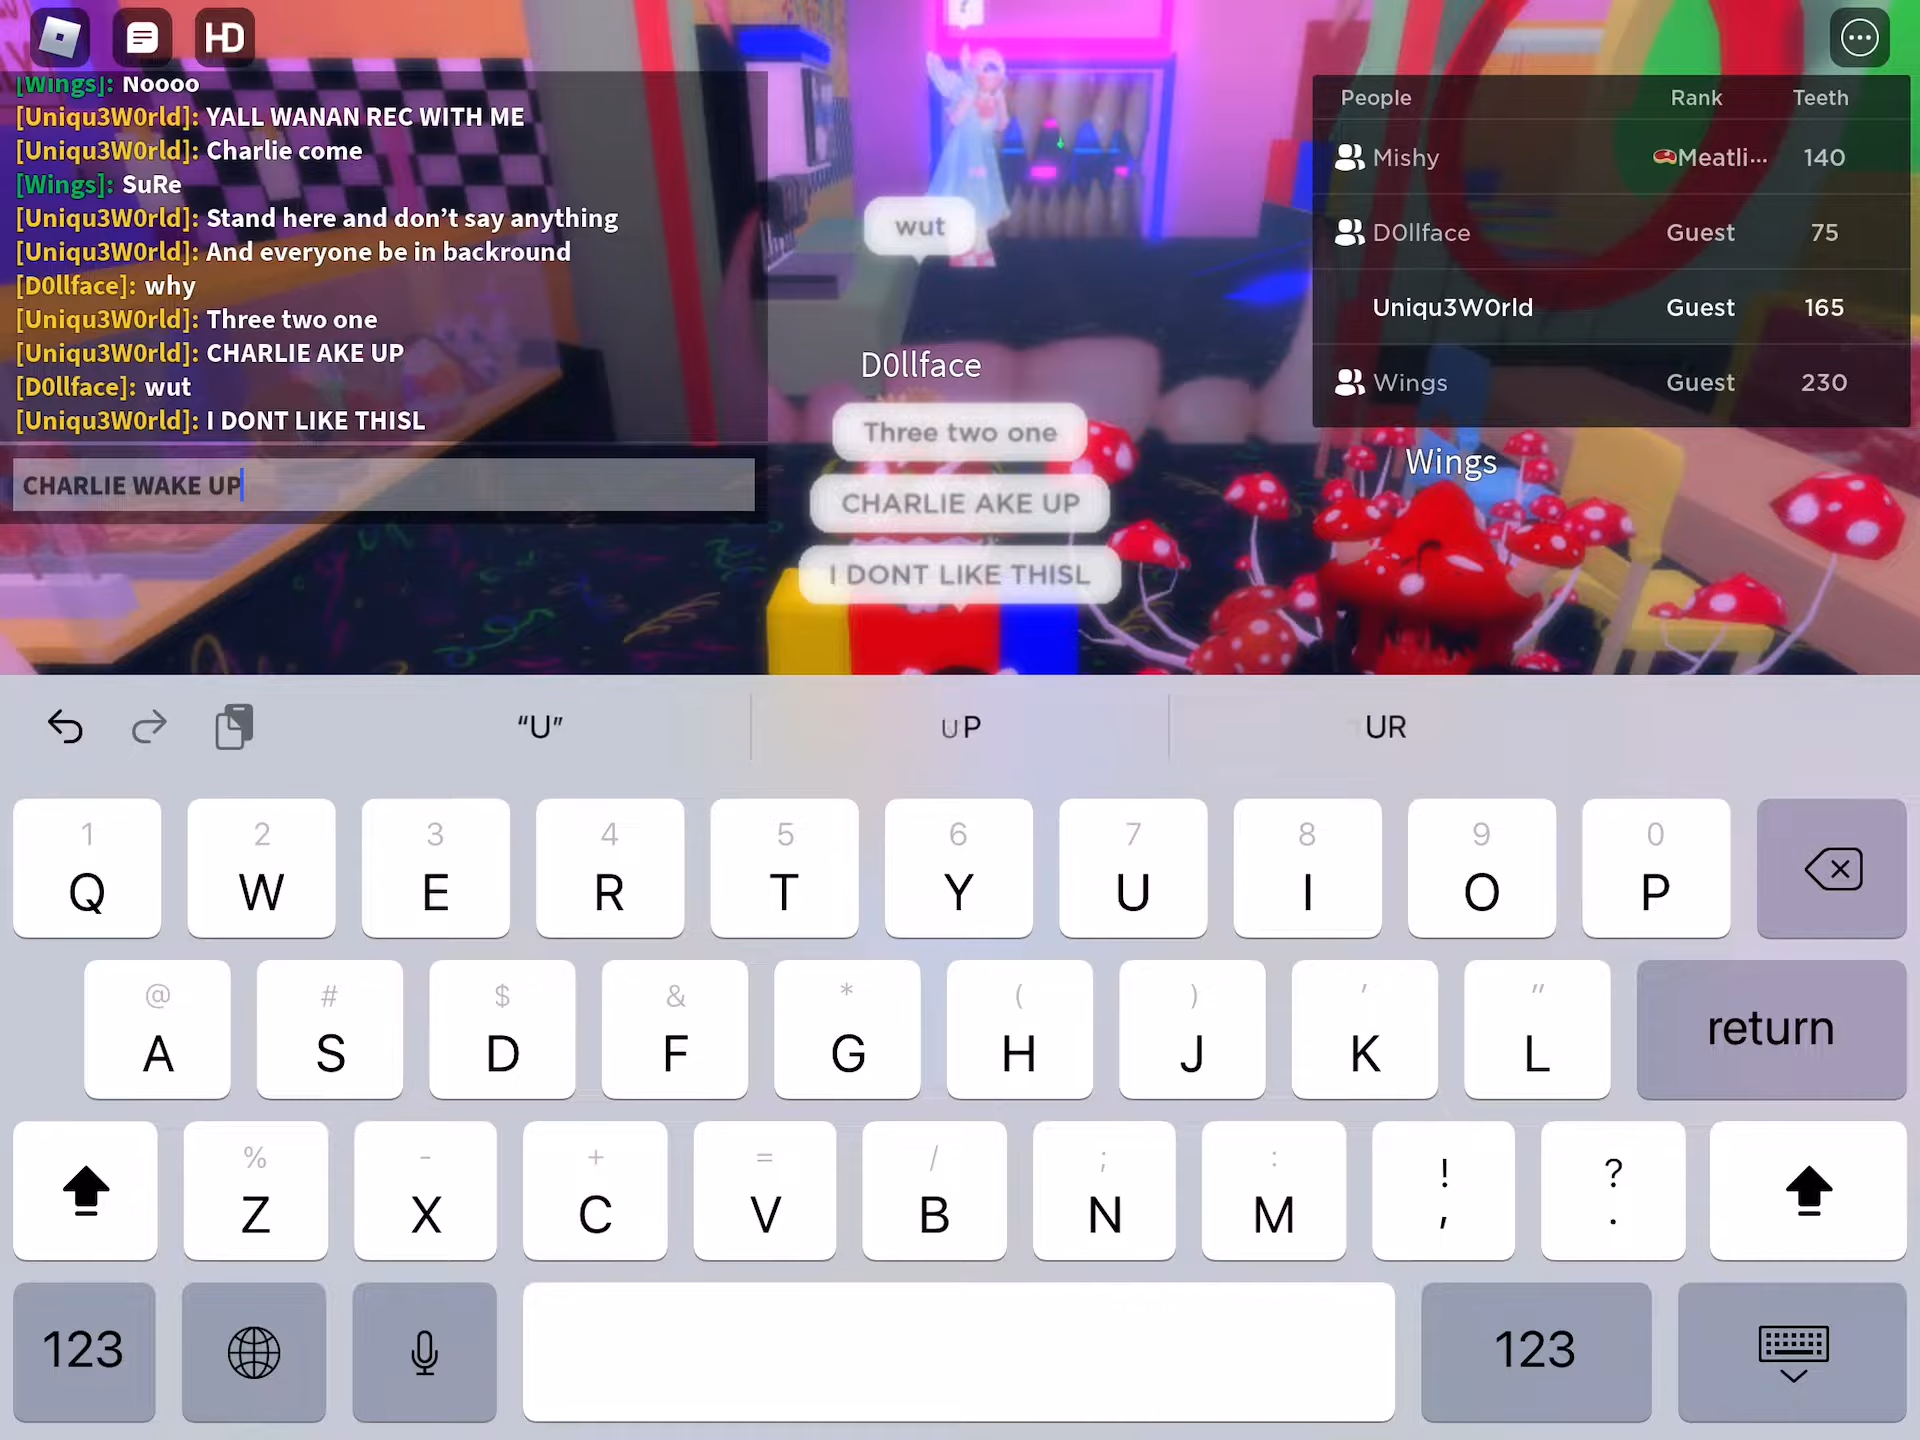 HD
[Wings]: Noooo
[Uniqu3W0rld]: YALL WANAN REC WITH ME
[Uniqu3W0rld]: Charlie come
[Wings]: SuRe
[Uniqu3W0rld]: Stand here and don’t say anything
[Uniqu3W0rld]: And everyone be in backround
[D0llface]: why
[Uniqu3W0rld]: Three two one
[Uniqu3W0rld]: CHARLIE AKE UP
[D0llface]: wut
[Uniqu3W0rld]: I DONT LIKE THISL
CHARLIE WAKE UP
?
wut
D0llface
Three two one
CHARLIE AKE UP
I DONT LIKE THISL
People Rank Teeth
Mishy Meatli... 140
D0llface Guest 75
Uniqu3W0rld Guest 165
Wings Guest 230
Wings
“U” UP UR
1 2 3 4 5 6 7 8 9 0
Q W E R T Y U I O P
@ # $ & * ( ) ' "
A S D F G H J K L return
% - + = / ; : ! ?
Z X C V B N M , .
123 123